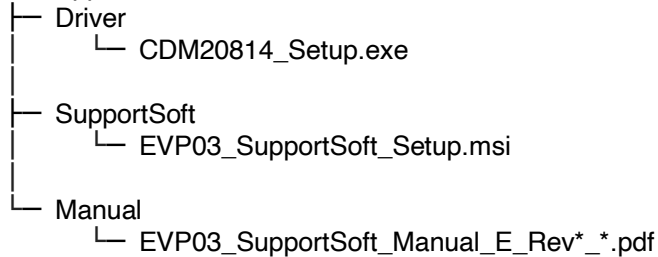 Driver
CDM20814_Setup.exe
SupportSoft
EVP03_SupportSoft_Setup.msi
Manual
EVP03_SupportSoft_Manual_E_Rev*_*.pdf